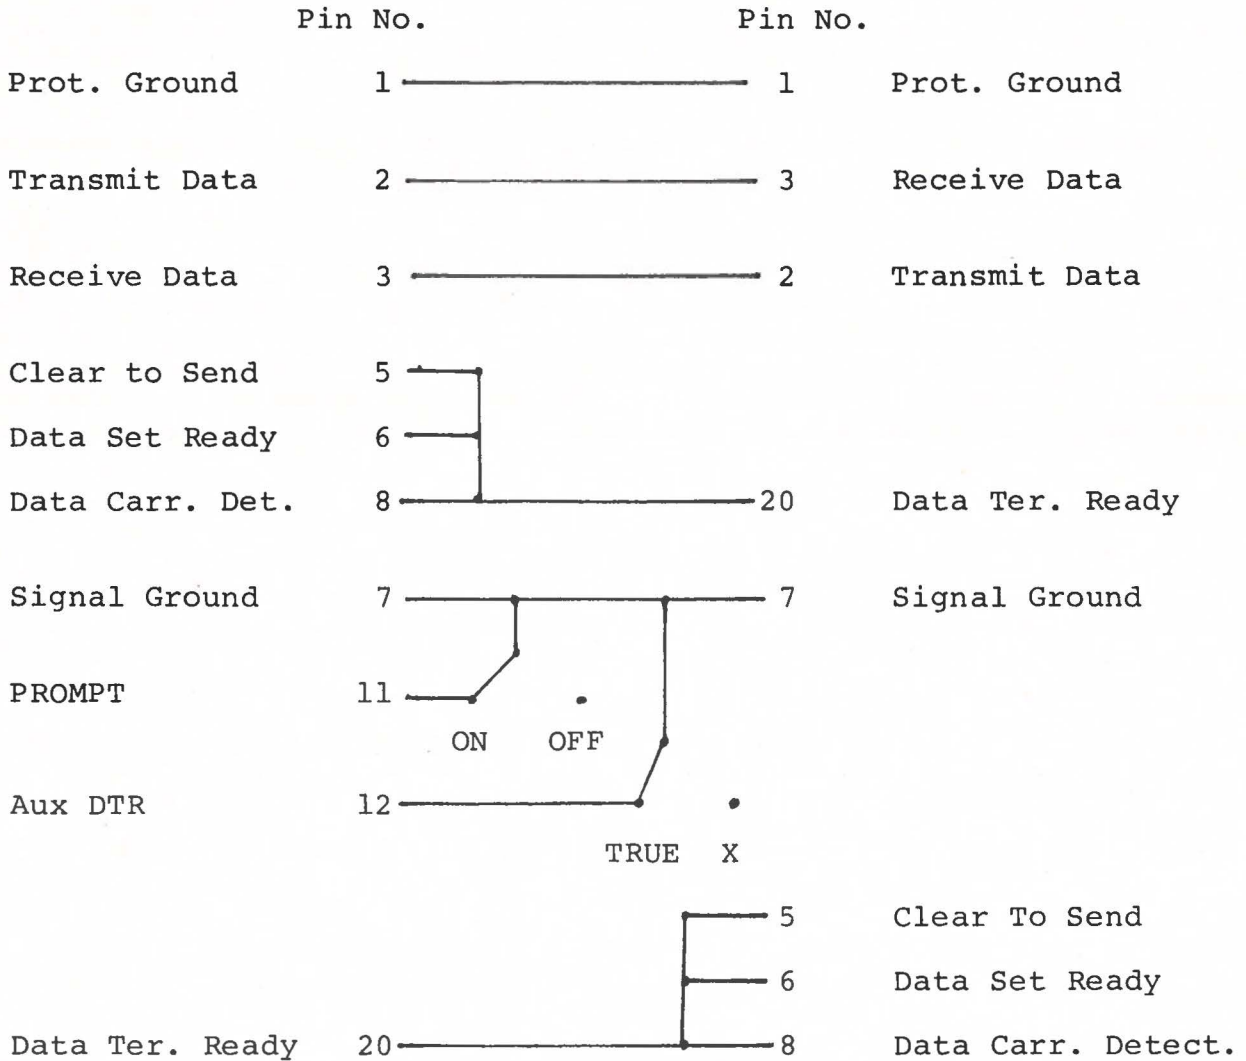 Pin No. Pin No.
Prot. Ground 1 1 Prot. Ground
Transmit Data 2 3 Receive Data
Receive Data 3 2 Transmit Data
Clear to Send 5
Data Set Ready 6
Data Carr. Det. 8 20 Data Ter. Ready
Signal Ground 7 7 Signal Ground
PROMPT 11
ON OFF
Aux DTR 12
TRUE X
5 Clear To Send
6 Data Set Ready
Data Ter. Ready 20 8 Data Carr. Detect.